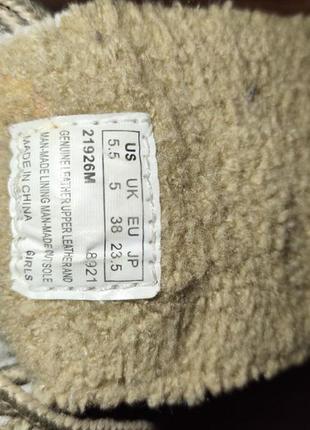 US UK EU JP
5.5 5 38 23.5
21926M 8921
GENUINE LEATHER UPPER LEATHER AND
MAN-MADE LINING MAN-MADE OUTSOLE
MADE IN CHINA GIRLS